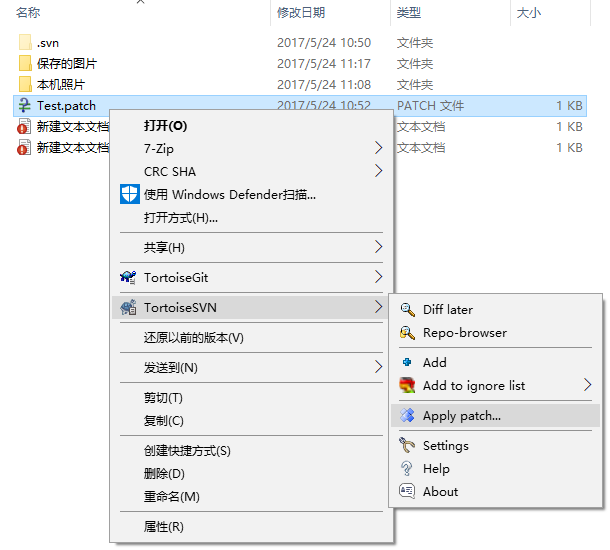 名称 修改日期 类型 大小
.svn 2017/5/24 10:50 文件夹
保存的图片 2017/5/24 11:17 文件夹
本机照片 2017/5/24 11:08 文件夹
Test.patch 2017/5/24 10:52 PATCH 文件 1 KB
新建文本文档 文本文档 1 KB
新建文本文档 文本文档 1 KB
打开(O)
7-Zip
CRC SHA
使用 Windows Defender扫描...
打开方式(H)...
共享(H)
TortoiseGit
TortoiseSVN
还原以前的版本(V)
发送到(N)
剪切(T)
复制(C)
创建快捷方式(S)
删除(D)
重命名(M)
属性(R)
Diff later
Repo-browser
Add
Add to ignore list
Apply patch...
Settings
Help
About